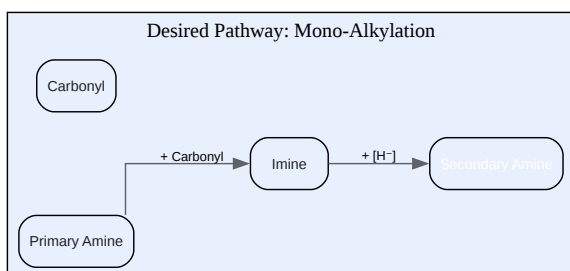 Desired Pathway: Mono-Alkylation
Carbonyl
+ Carbonyl
Imine
+ [H⁻]
Secondary Amine
Primary Amine